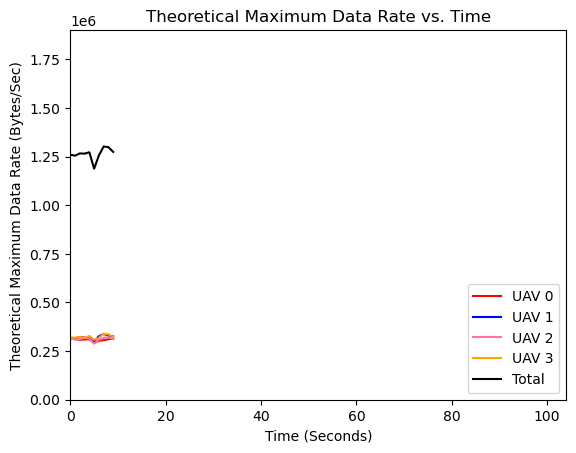 Theoretical Maximum Data Rate vs. Time
1e6
1.75
1.50
1.25
1.00
0.75
0.50
0.25
0.00
Theoretical Maximum Data Rate (Bytes/Sec)
UAV 0
UAV 1
UAV 2
UAV 3
Total
0 20 40 60 80 100
Time (Seconds)